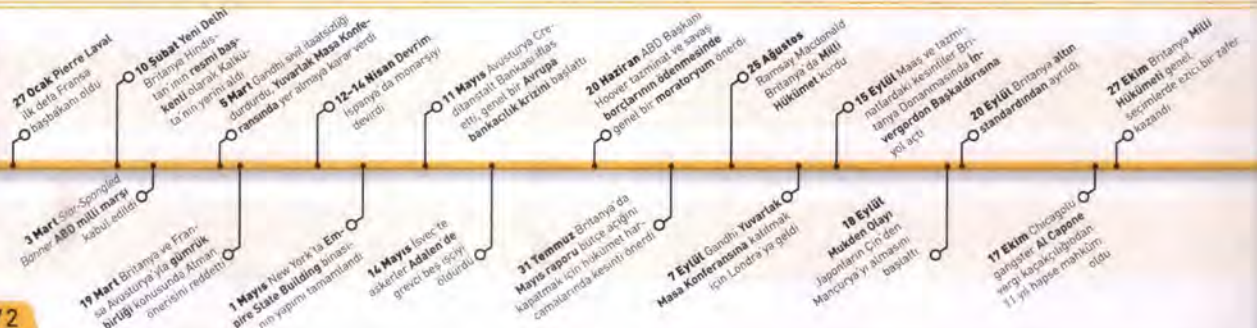 27 Ocak Pierre Laval
ilk defa Fransa
başbakanı oldu
10 Şubat Yeni Delhi
Britanya Hindis-
tan'ının resmi baş-
kenti olarak Kalkü-
ta'nın yerini aldı
5 Mart Gandhi sivil itaatsizliği
durdurdu, Yuvarlak Masa Konfe-
ransında yer almaya karar verdi
12-14 Nisan Devrim
İspanya'da monarşiyi
devirdi
11 Mayıs Avusturya Cre-
ditanstalt Bankası iflas
etti, genel bir Avrupa
bankacılık krizini başlattı
20 Haziran ABD Başkanı
Hoover tazminat ve savaş
borçlarının ödenmesinde
genel bir moratoryum önerdi
25 Ağustos
Ramsay Macdonald
Britanya'da Milli
Hükümet kurdu
15 Eylül Maaş ve tazmi-
natlardaki kesintiler Bri-
tanya Donanmasında İn-
vergordon Başkaldırısına
yol açtı
20 Eylül Britanya altın
standardından ayrıldı
27 Ekim Britanya Milli
Hükümeti genel
seçimlerde ezici bir zafer
kazandı
3 Mart Star-Spangled
Banner ABD milli marşı
kabul edildi
19 Mart Britanya ve Fran-
sa Avusturya'yla gümrük
birliği konusunda Alman
önerisini reddetti
1 Mayıs New York'ta Em-
pire State Building binası-
nın yapımı tamamlandı
14 Mayıs İsveç'te
askerler Adalen'de
grevci beş işçiyi
öldürdü
31 Temmuz Britanya'da
Mayıs raporu bütçe açığını
kapatmak için hükümet har-
camalarında kesinti önerdi
7 Eylül Gandhi Yuvarlak
Masa Konferansına katılmak
için Londra'ya geldi
18 Eylül
Mukden Olayı
Japonların Çin'den
Mançurya'yı almasını
başlattı
17 Ekim Chicagolu
gangster Al Capone
vergi kaçakçılığından
11 yıl hapse mahkûm
oldu